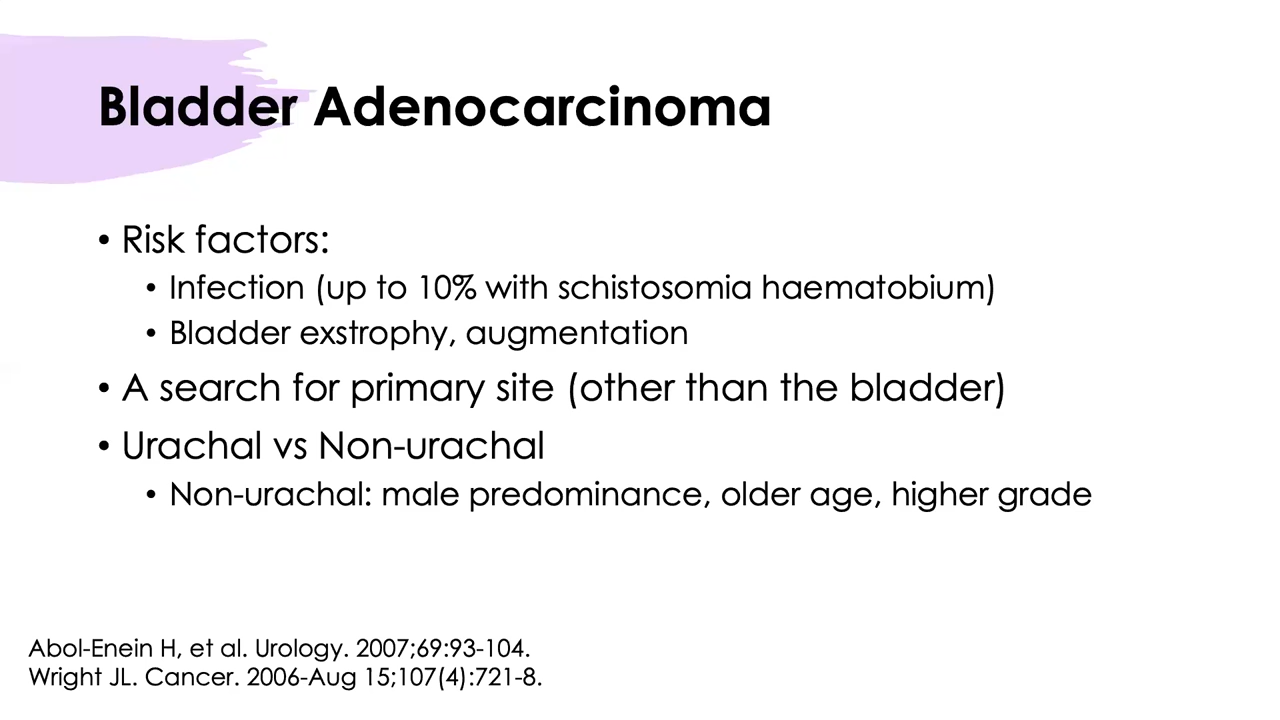 Bladder Adenocarcinoma
• Risk factors:
• Infection (up to 10% with schistosomia haematobium)
• Bladder exstrophy, augmentation
• A search for primary site (other than the bladder)
• Urachal vs Non-urachal
• Non-urachal: male predominance, older age, higher grade
Abol-Enein H, et al. Urology. 2007;69:93-104.
Wright JL. Cancer. 2006-Aug 15;107(4):721-8.